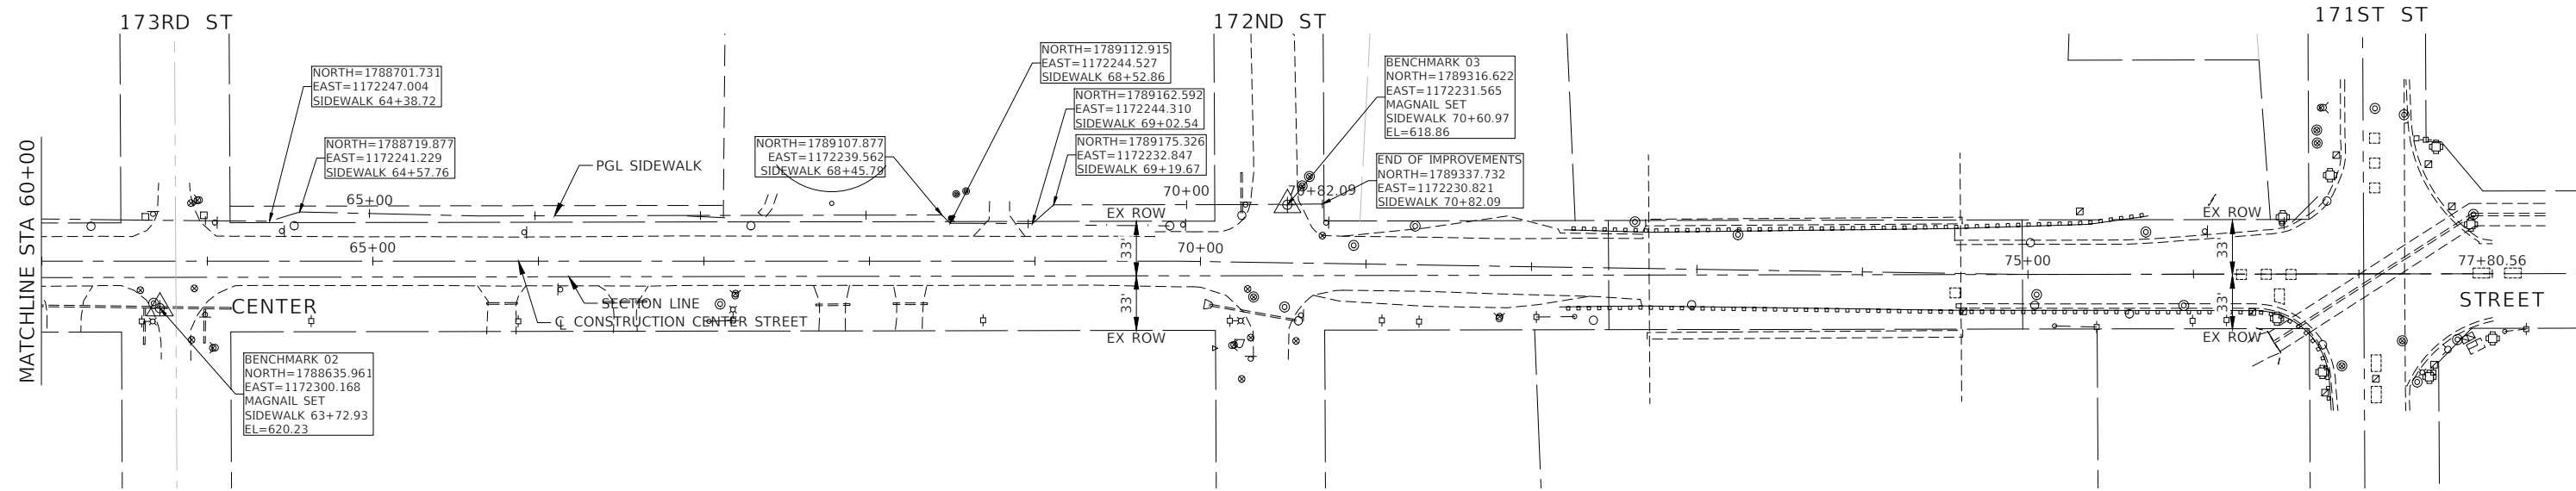 173RD ST
172ND ST
171ST ST
NORTH=1788701.731
EAST=1172247.004
SIDEWALK 64+38.72
NORTH=1788719.877
EAST=1172241.229
SIDEWALK 64+57.76
PGL SIDEWALK
NORTH=1789107.877
EAST=1172239.562
SIDEWALK 68+45.79
NORTH=1789112.915
EAST=1172244.527
SIDEWALK 68+52.86
NORTH=1789162.592
EAST=1172244.310
SIDEWALK 69+02.54
NORTH=1789175.326
EAST=1172232.847
SIDEWALK 69+19.67
BENCHMARK 03
NORTH=1789316.622
EAST=1172231.565
MAGNAIL SET
SIDEWALK 70+60.97
EL=618.86
END OF IMPROVEMENTS
NORTH=1789337.732
EAST=1172230.821
SIDEWALK 70+82.09
MATCHLINE STA 60+00
65+00
70+00
70+82.09
EX ROW
EX ROW
65+00
70+00
75+00
77+80.56
33'
33'
33'
33'
CENTER
STREET
SECTION LINE
C CONSTRUCTION CENTER STREET
EX ROW
EX ROW
BENCHMARK 02
NORTH=1788635.961
EAST=1172300.168
MAGNAIL SET
SIDEWALK 63+72.93
EL=620.23